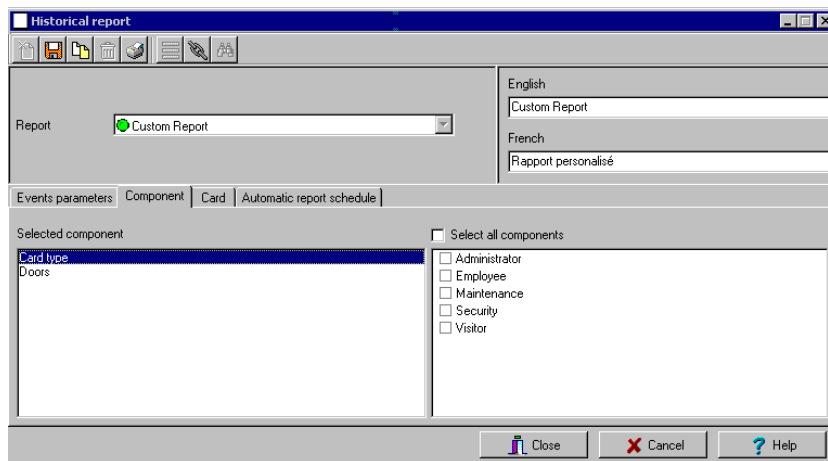 Historical report
English
Custom Report
Report
Custom Report
French
Rapport personalisé
Events parameters
Component
Card
Automatic report schedule
Selected component
Select all components
Card type
Doors
Administrator
Employee
Maintenance
Security
Visitor
Close
Cancel
Help